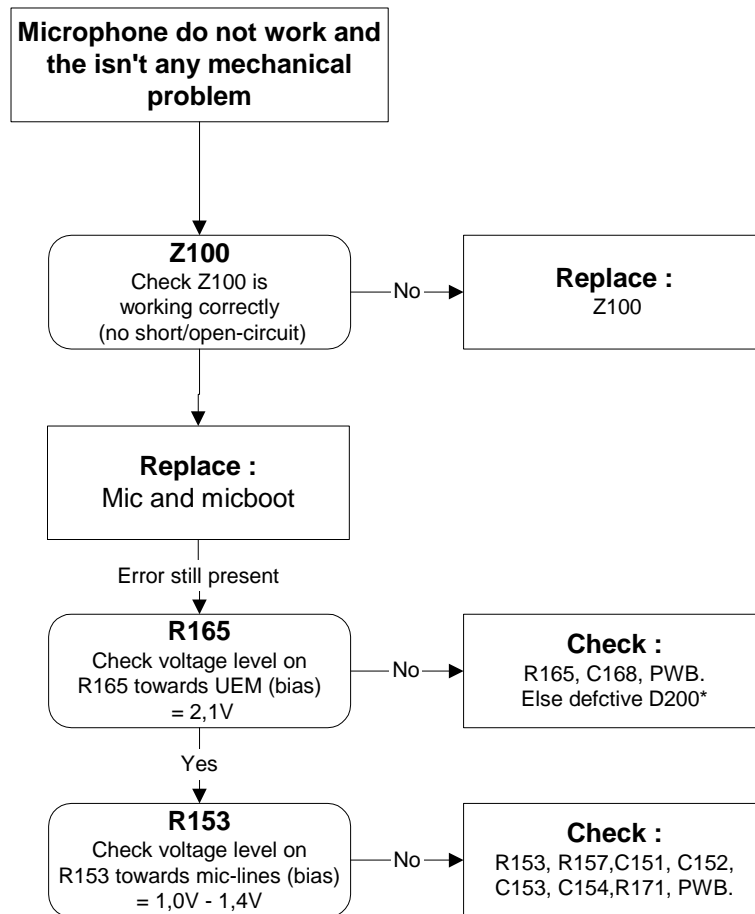 Microphone do not work and
the isn't any mechanical
problem
Z100
Check Z100 is
working correctly
(no short/open-circuit)
No
Replace :
Z100
Replace :
Mic and micboot
Error still present
R165
Check voltage level on
R165 towards UEM (bias)
= 2,1V
No
Check :
R165, C168, PWB.
Else defctive D200*
Yes
R153
Check voltage level on
R153 towards mic-lines (bias)
= 1,0V - 1,4V
No
Check :
R153, R157,C151, C152,
C153, C154,R171, PWB.